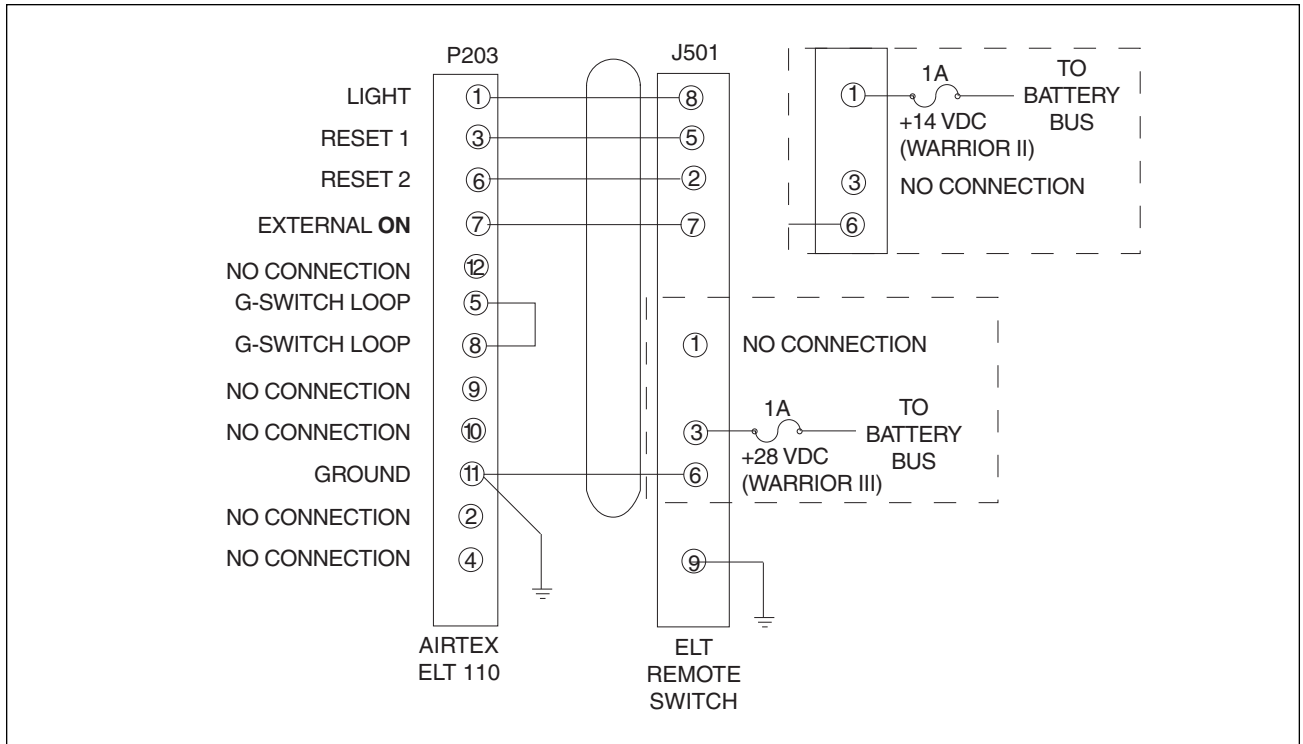 P203
J501
LIGHT 1 8
RESET 1 3 5
RESET 2 6 2
EXTERNAL ON 7 7
NO CONNECTION 12
G-SWITCH LOOP 5
G-SWITCH LOOP 8
NO CONNECTION 9
NO CONNECTION 10
GROUND 11 6
NO CONNECTION 2
NO CONNECTION 4
9
AIRTEX
ELT 110
ELT
REMOTE
SWITCH
1
1A
+14 VDC
(WARRIOR II)
TO
BATTERY
BUS
3 NO CONNECTION
6
1 NO CONNECTION
3
1A
+28 VDC
(WARRIOR III)
TO
BATTERY
BUS